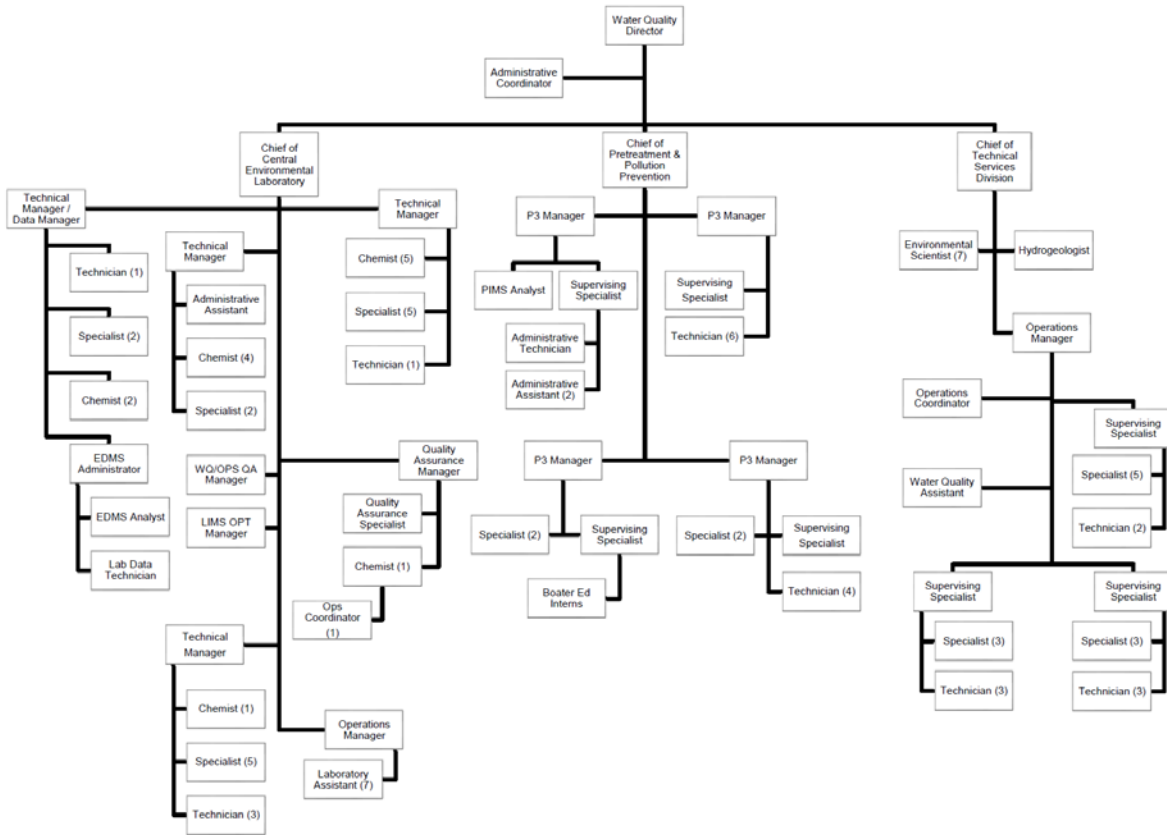 Water Quality
Director
Administrative
Coordinator
Chief of
Central
Environmental
Laboratory
Chief of
Pretreatment &
Pollution
Prevention
Chief of
Technical
Services
Division
Technical
Manager /
Data Manager
Technician (1)
Specialist (2)
Chemist (2)
EDMS
Administrator
EDMS Analyst
Lab Data
Technician
Technical
Manager
Administrative
Assistant
Chemist (4)
Specialist (2)
Technical
Manager
Chemist (5)
Specialist (5)
Technician (1)
WQ/OPS QA
Manager
LIMS OPT
Manager
Quality
Assurance
Manager
Quality
Assurance
Specialist
Chemist (1)
Ops
Coordinator
(1)
Technical
Manager
Chemist (1)
Specialist (5)
Technician (3)
Operations
Manager
Laboratory
Assistant (7)
P3 Manager
PIMS Analyst
Supervising
Specialist
Administrative
Technician
Administrative
Assistant (2)
P3 Manager
Supervising
Specialist
Technician (6)
P3 Manager
Specialist (2)
Supervising
Specialist
Boater Ed
Interns
P3 Manager
Specialist (2)
Supervising
Specialist
Technician (4)
Environmental
Scientist (7)
Hydrogeologist
Operations
Manager
Operations
Coordinator
Water Quality
Assistant
Supervising
Specialist
Specialist (5)
Technician (2)
Supervising
Specialist
Specialist (3)
Technician (3)
Supervising
Specialist
Specialist (3)
Technician (3)